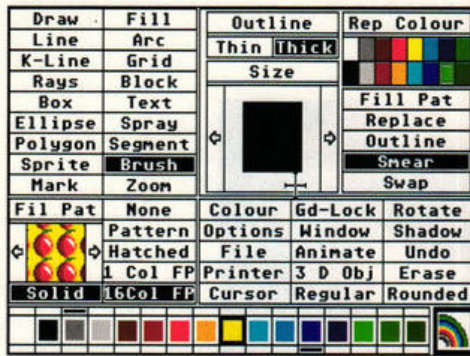 Draw Fill
Line Arc
K-Line Grid
Rays Block
Box Text
Ellipse Spray
Polygon Segment
Sprite Brush
Mark Zoom
Outline
Thin Thick
Size
Rep Colour
Fill Pat
Replace
Outline
Smear
Swap
Fil Pat None
Pattern
Hatched
1 Col FP
Solid 16Col FP
Colour Gd-Lock Rotate
Options Window Shadow
File Animate Undo
Printer 3 D Obj Erase
Cursor Regular Rounded